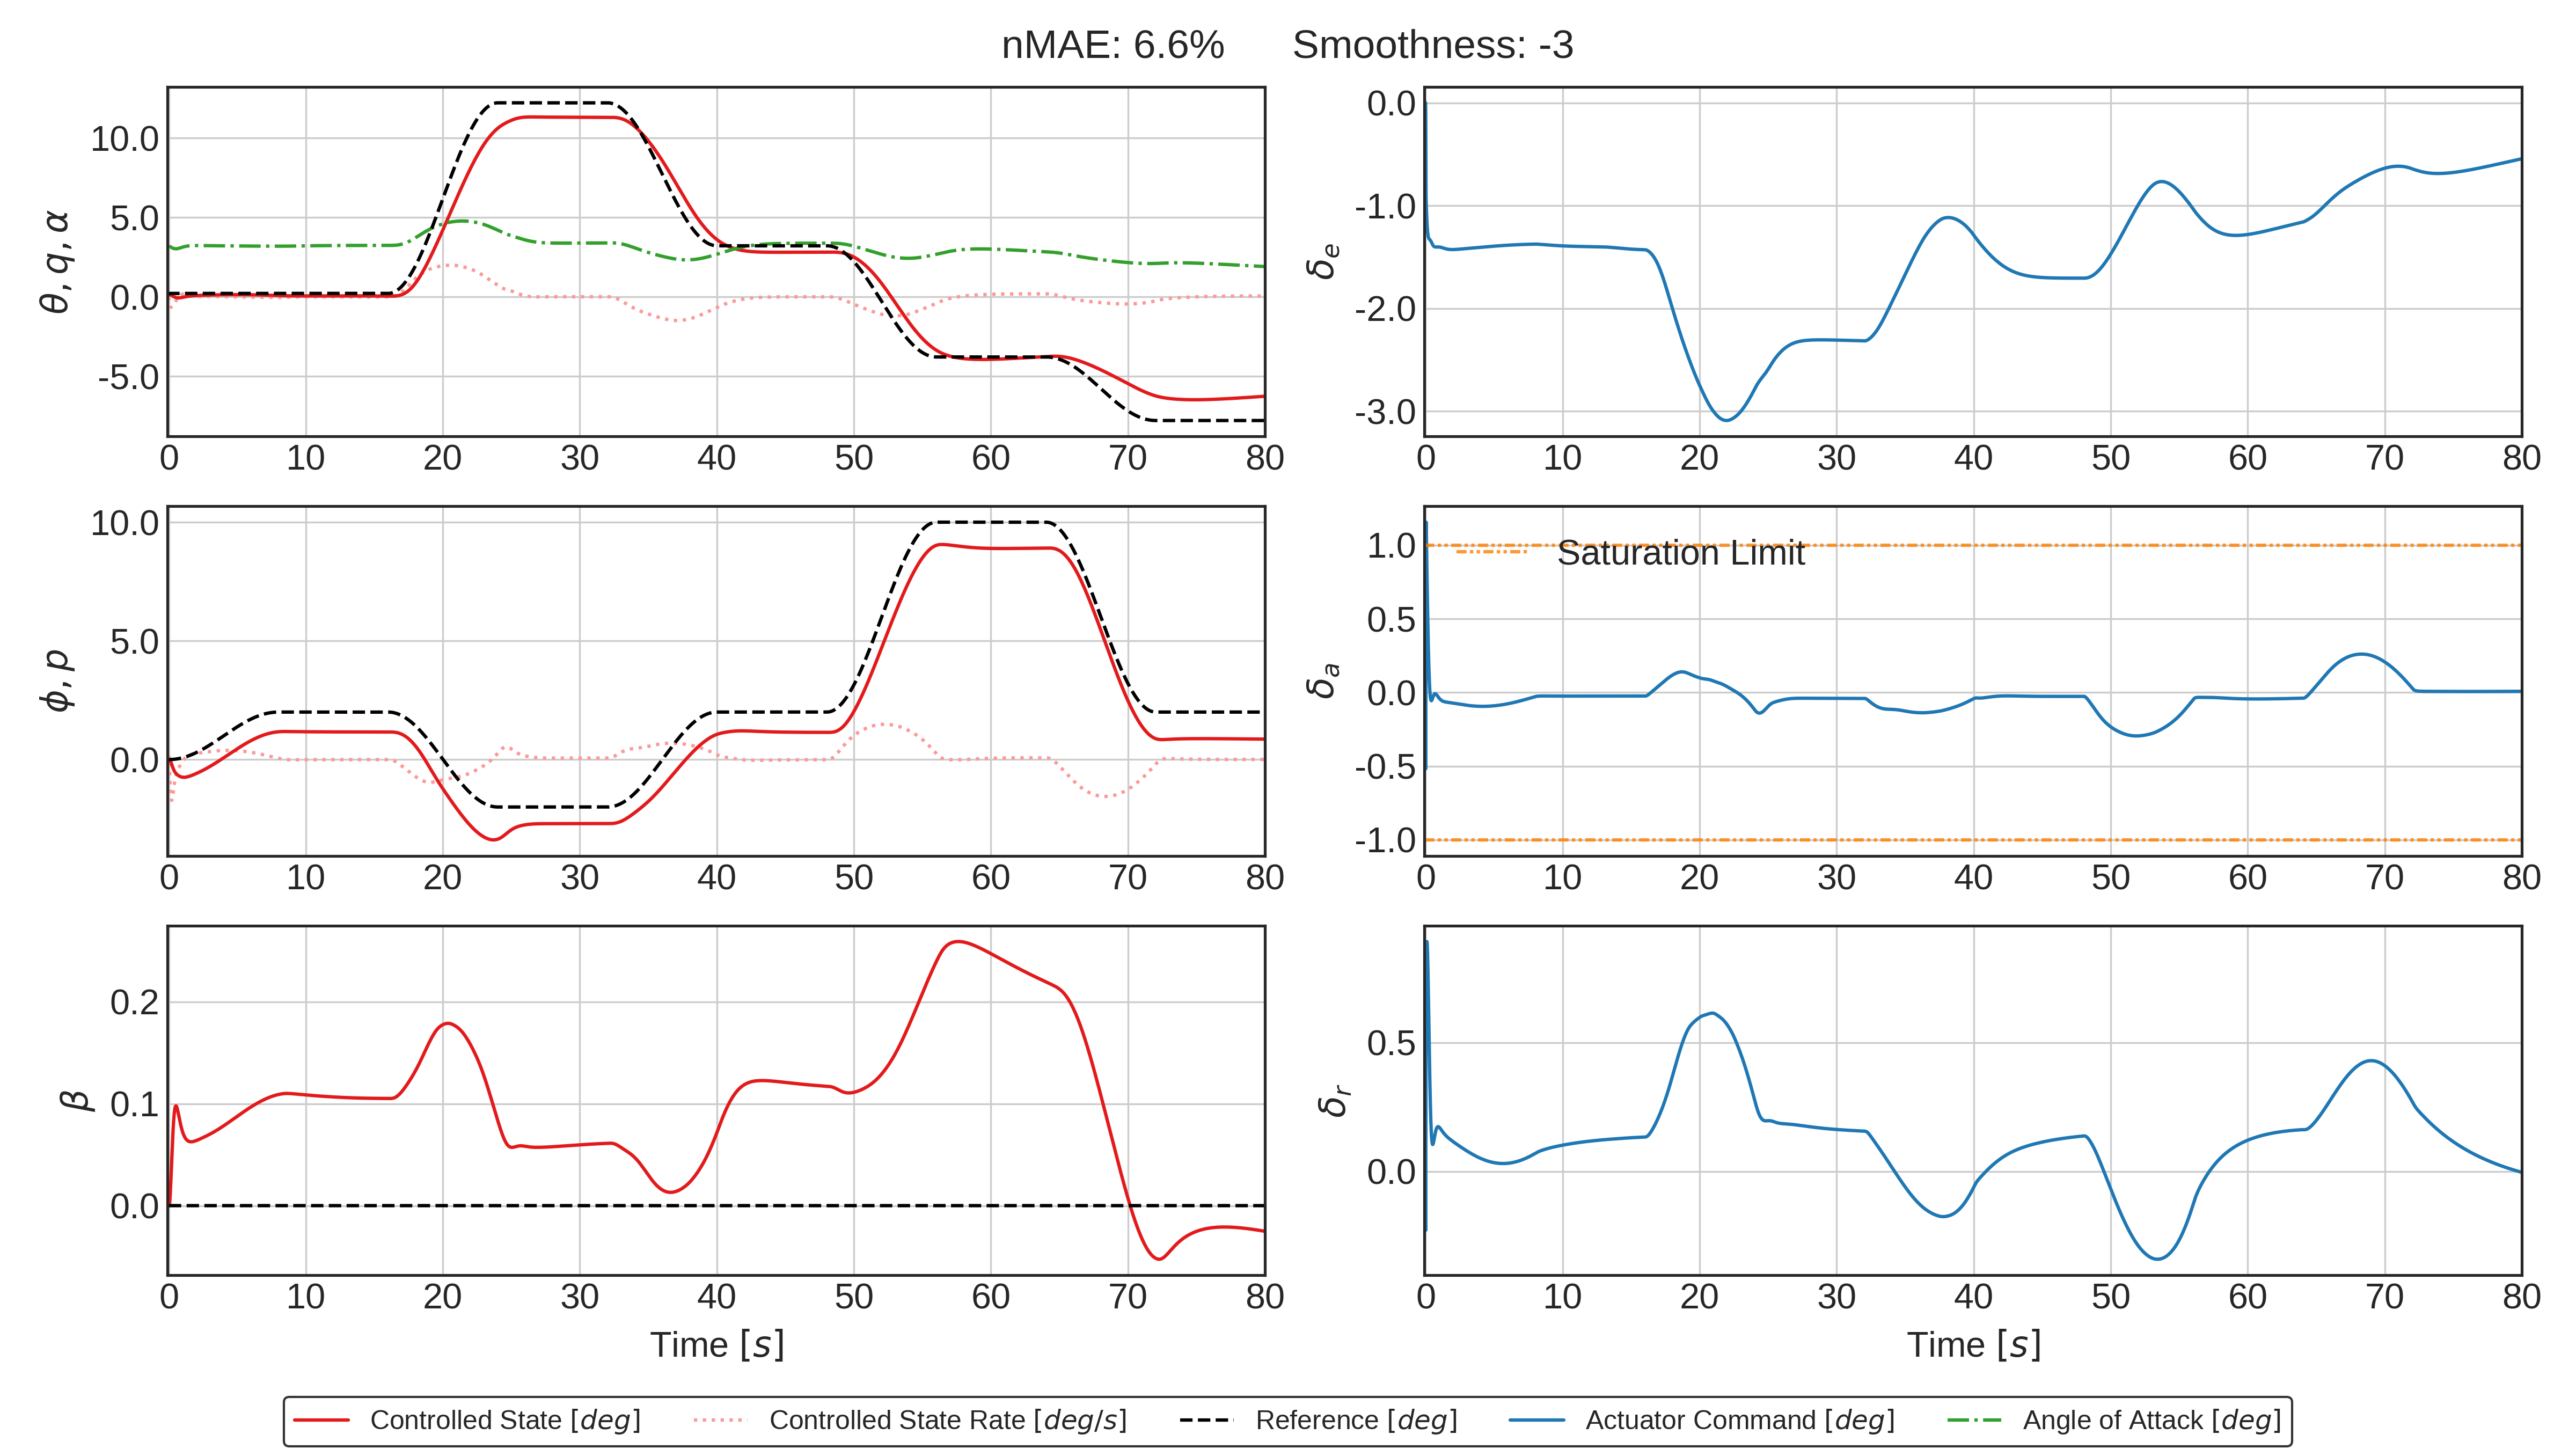 nMAE: 6.6% Smoothness: -3
10.0
5.0
0.0
-5.0
θ, q, α
0 10 20 30 40 50 60 70 80
0.0
-1.0
-2.0
-3.0
δe
0 10 20 30 40 50 60 70 80
10.0
5.0
0.0
ϕ, p
0 10 20 30 40 50 60 70 80
1.0
0.5
0.0
-0.5
-1.0
δa
Saturation Limit
0 10 20 30 40 50 60 70 80
0.2
0.1
0.0
β
0 10 20 30 40 50 60 70 80
Time [s]
0.5
0.0
δr
0 10 20 30 40 50 60 70 80
Time [s]
Controlled State [deg] Controlled State Rate [deg/s] Reference [deg] Actuator Command [deg] Angle of Attack [deg]